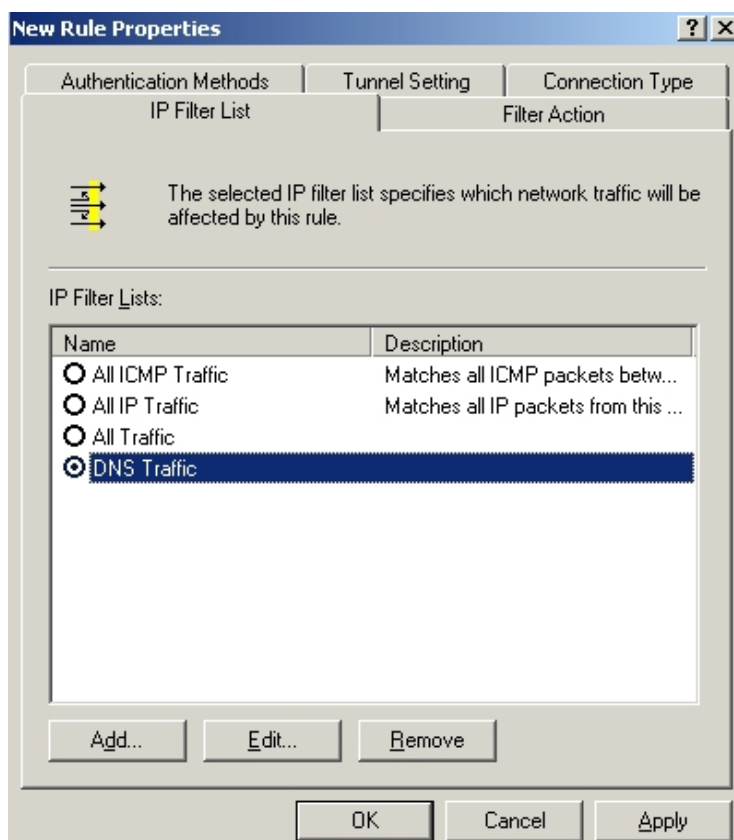 New Rule Properties
Authentication Methods Tunnel Setting Connection Type
IP Filter List Filter Action
The selected IP filter list specifies which network traffic will be
affected by this rule.
IP Filter Lists:
Name Description
All ICMP Traffic Matches all ICMP packets betw...
All IP Traffic Matches all IP packets from this ...
All Traffic
DNS Traffic
Add... Edit... Remove
OK Cancel Apply